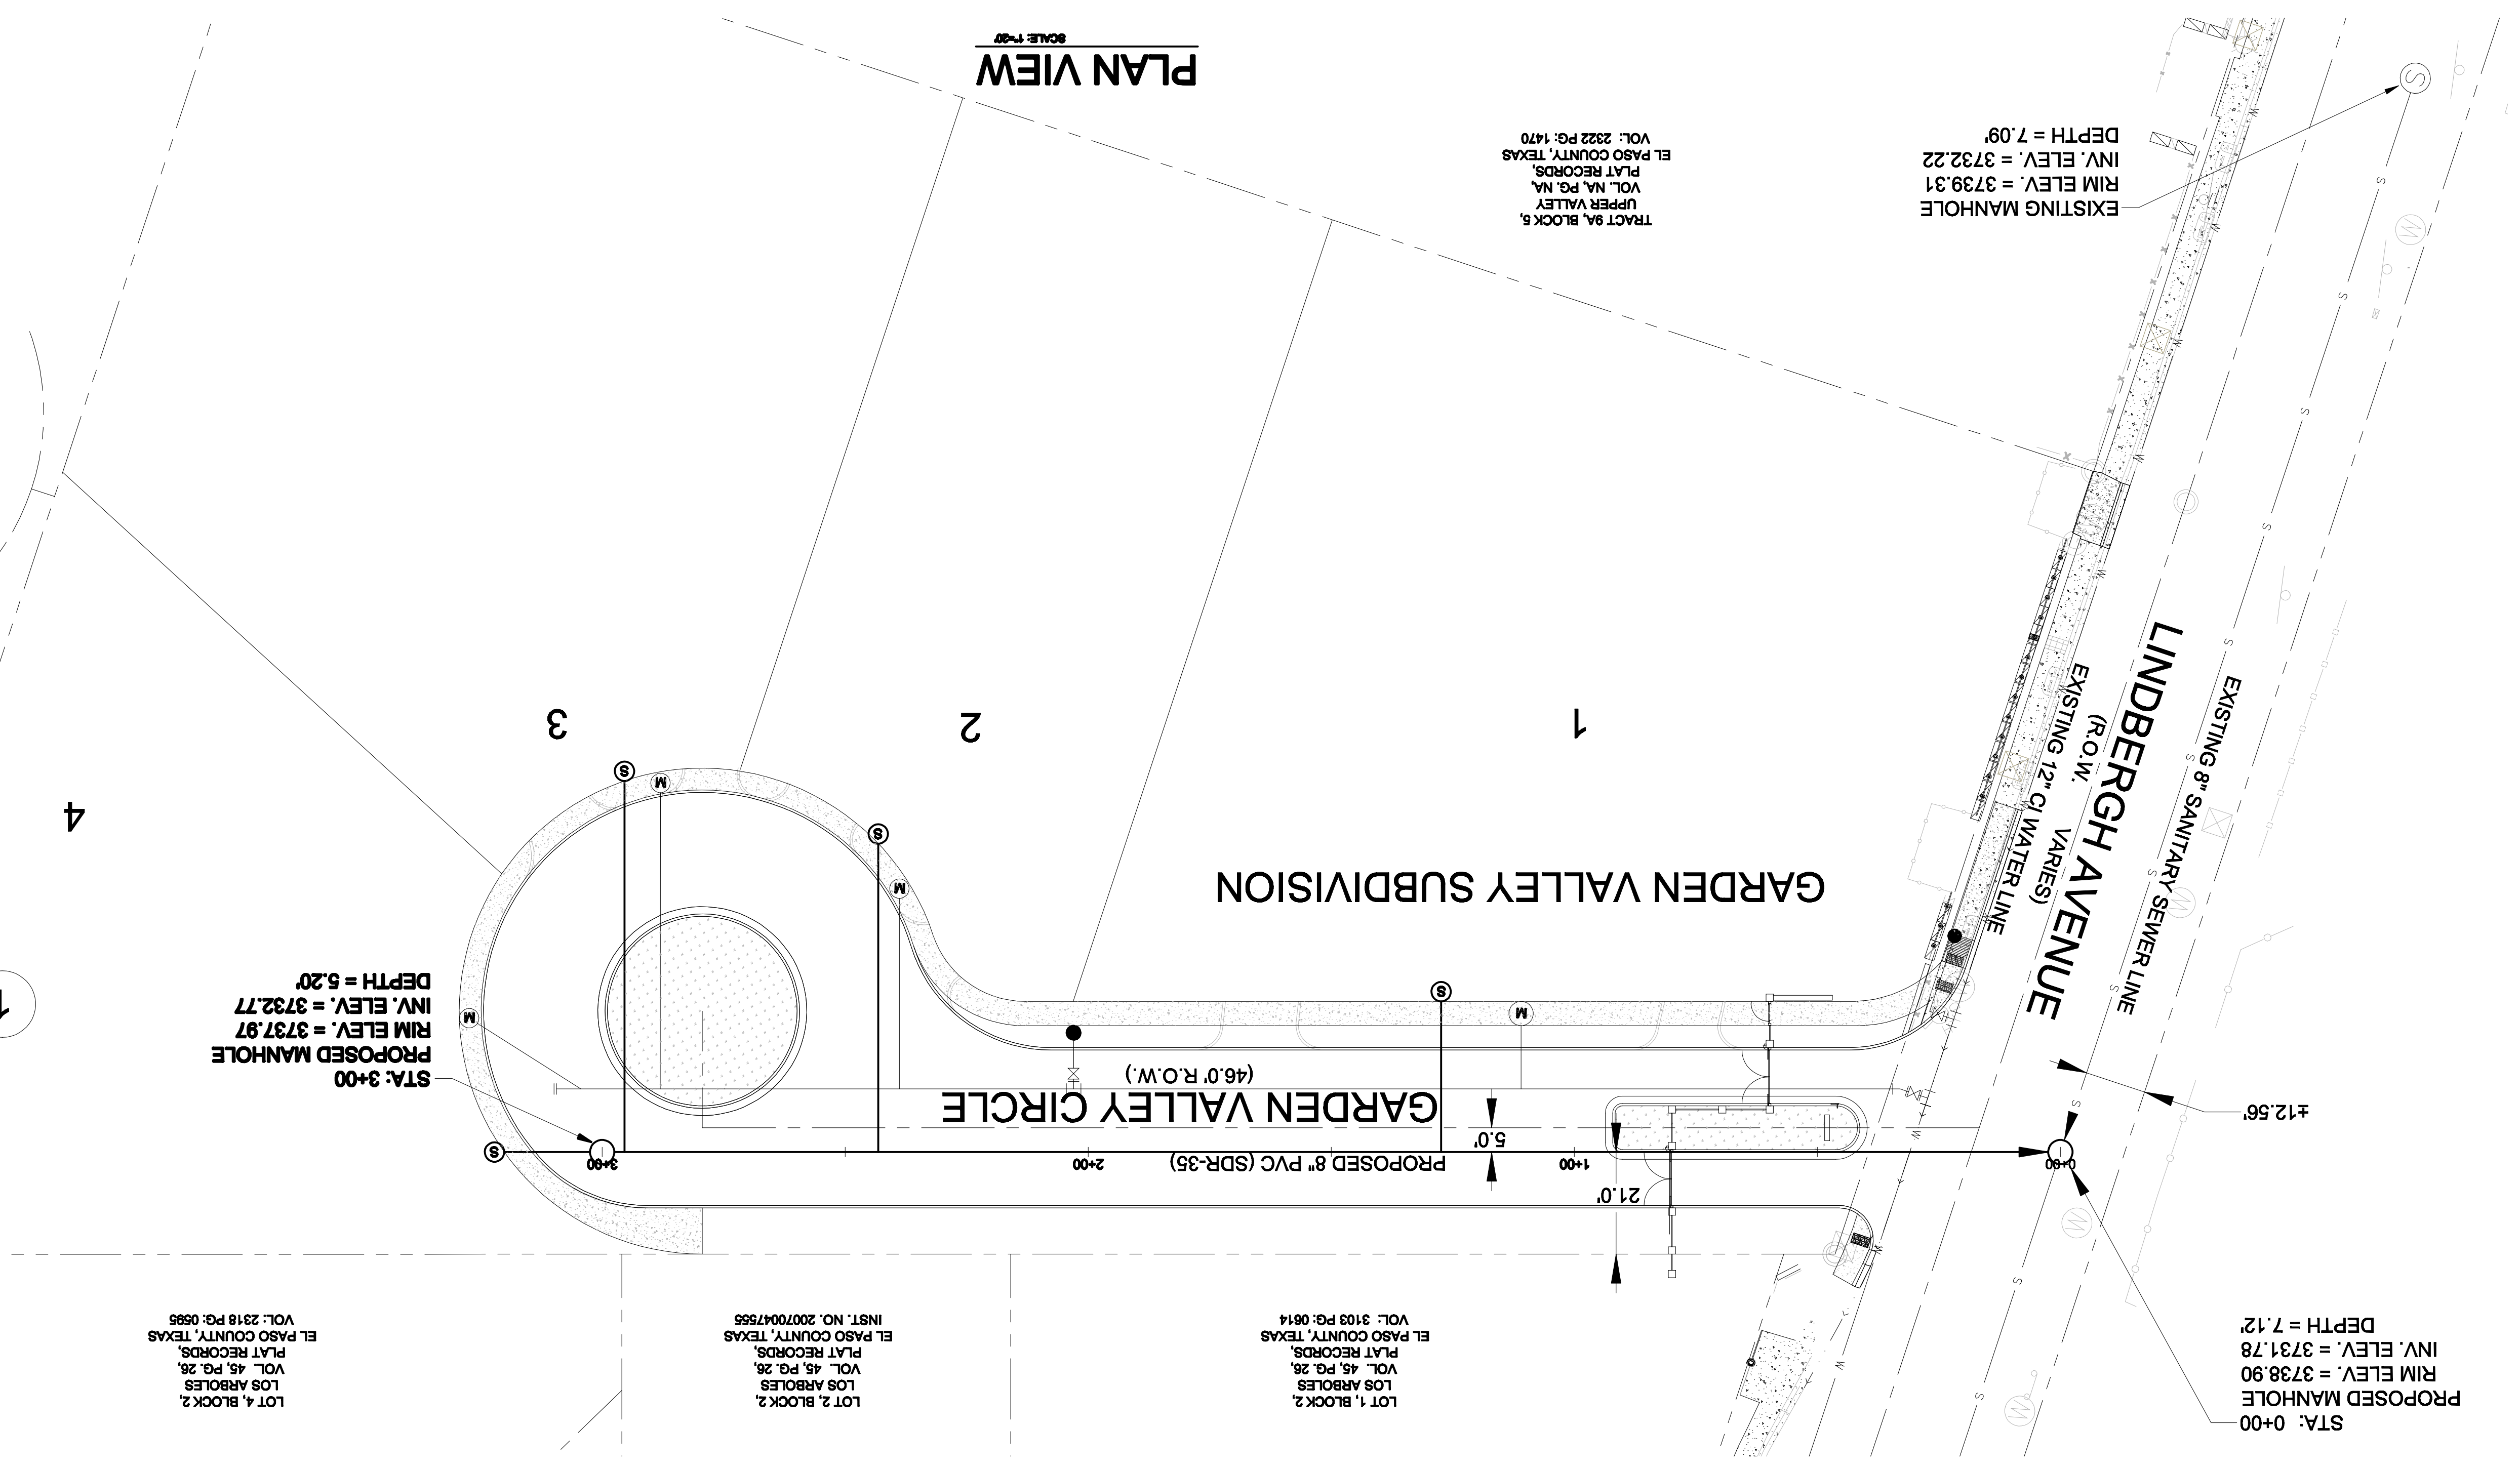 STA: 0+00
PROPOSED MANHOLE
RIM ELEV. = 3738.90
INV. ELEV. = 3731.78
DEPTH = 7.12'
LOT 1, BLOCK 2,
LOS ARBOLES
VOL. 45, PG. 26,
PLAT RECORDS,
EL PASO COUNTY, TEXAS
VOL: 3103 PG: 0614
LOT 2, BLOCK 2,
LOS ARBOLES
VOL. 45, PG. 26,
PLAT RECORDS,
EL PASO COUNTY, TEXAS
INST. NO. 20070047555
LOT 4, BLOCK 2,
LOS ARBOLES
VOL. 45, PG. 26,
PLAT RECORDS,
EL PASO COUNTY, TEXAS
VOL: 2318 PG: 0595
21.0'
0+00
1+00
PROPOSED 8" PVC (SDR-35)
2+00
3+00
5.0'
±12.56'
GARDEN VALLEY CIRCLE
(46.0' R.O.W.)
STA: 3+00
PROPOSED MANHOLE
RIM ELEV. = 3737.97
INV. ELEV. = 3732.77
DEPTH = 5.20'
1
S
S
S
S
M
M
M
M
EXISTING 8" SANITARY SEWER LINE
LINDBERGH AVENUE
(R.O.W. VARIES)
EXISTING 12" CI WATER LINE
GARDEN VALLEY SUBDIVISION
1
2
3
4
EXISTING MANHOLE
RIM ELEV. = 3739.31
INV. ELEV. = 3732.22
DEPTH = 7.09'
S
TRACT 9A, BLOCK 5,
UPPER VALLEY
VOL. NA, PG. NA,
PLAT RECORDS,
EL PASO COUNTY, TEXAS
VOL: 2322 PG: 1470
PLAN VIEW
SCALE: 1"=20'